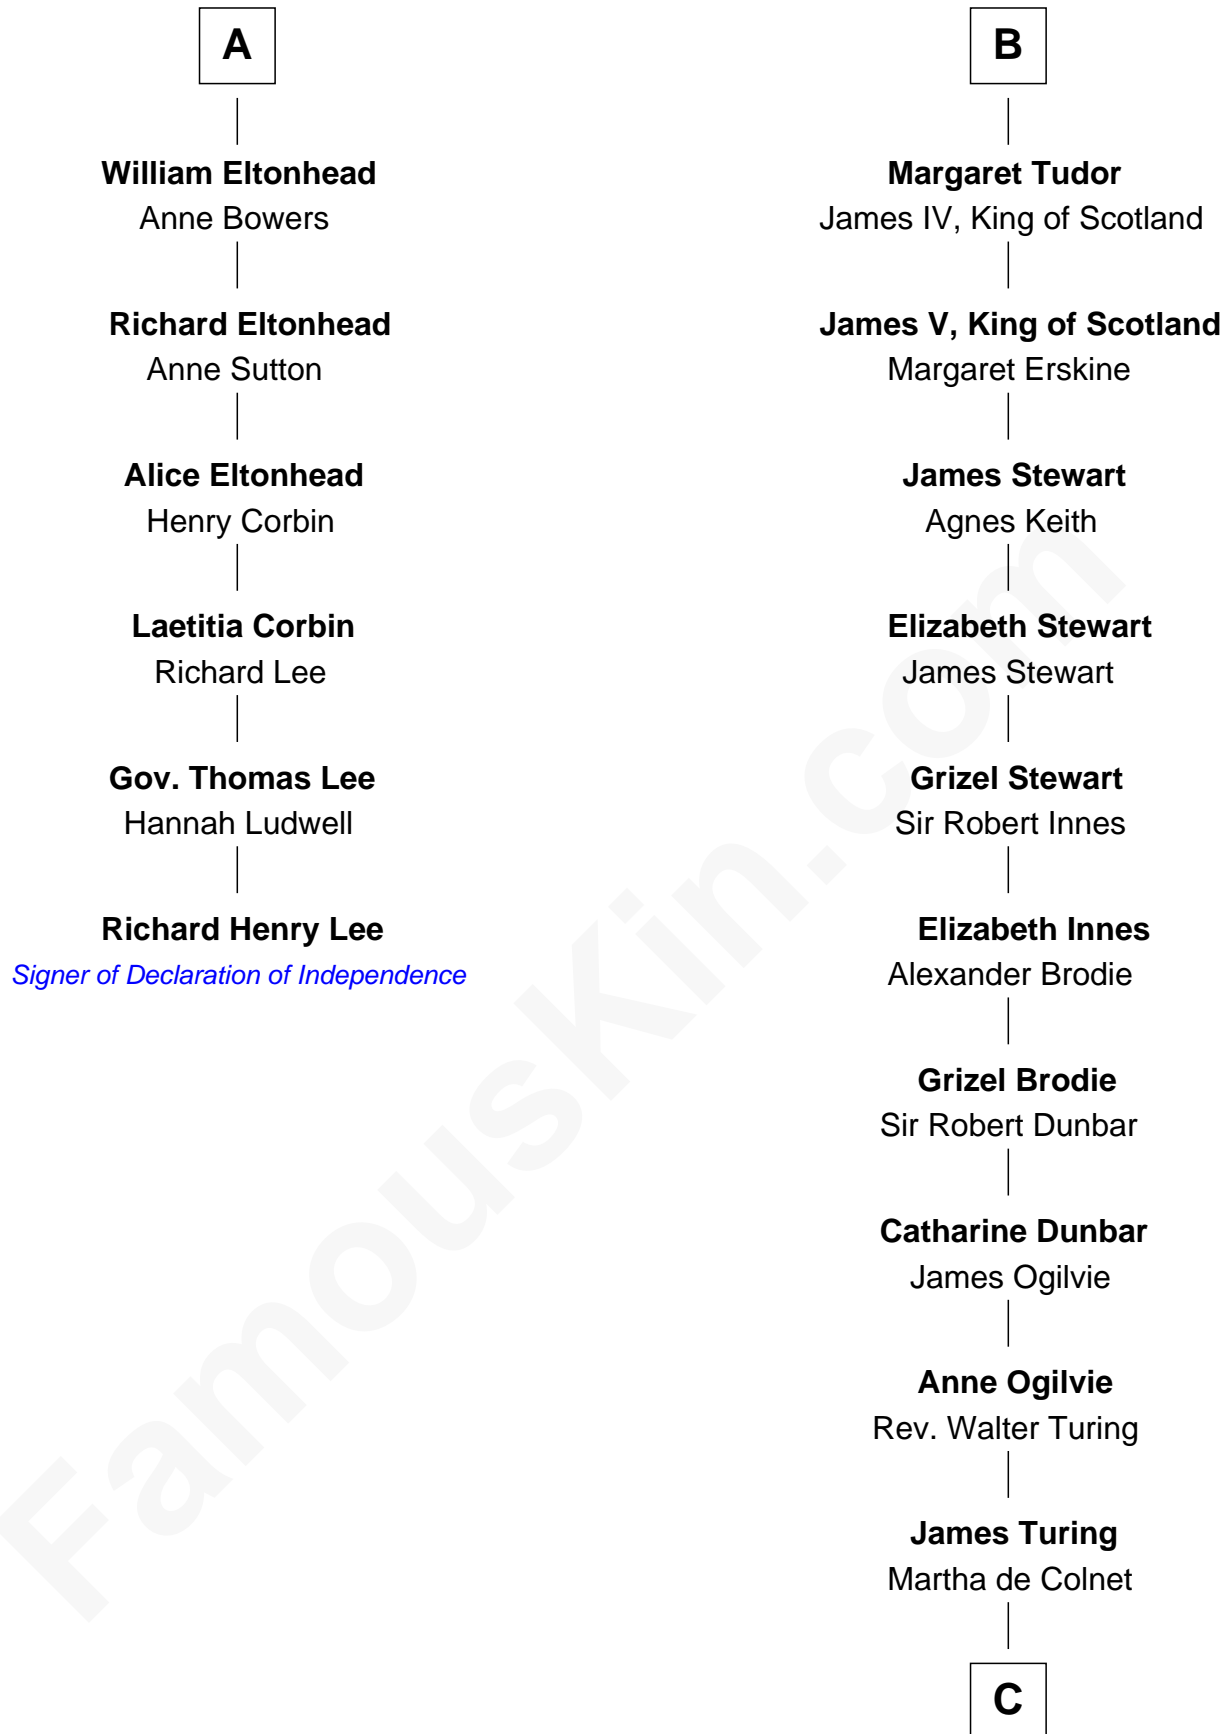 A
William Eltonhead
Anne Bowers
Richard Eltonhead
Anne Sutton
Alice Eltonhead
Henry Corbin
Laetitia Corbin
Richard Lee
Gov. Thomas Lee
Hannah Ludwell
Richard Henry Lee
Signer of Declaration of Independence
B
Margaret Tudor
James IV, King of Scotland
James V, King of Scotland
Margaret Erskine
James Stewart
Agnes Keith
Elizabeth Stewart
James Stewart
Grizel Stewart
Sir Robert Innes
Elizabeth Innes
Alexander Brodie
Grizel Brodie
Sir Robert Dunbar
Catharine Dunbar
James Ogilvie
Anne Ogilvie
Rev. Walter Turing
James Turing
Martha de Colnet
C
FamousKin.com